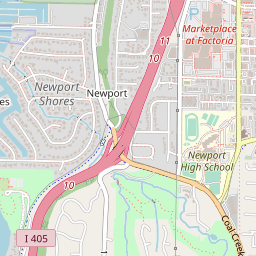 11
Marketplace
at Factoria
10
Newport
Shores
es
Newport
Newport
High School
10
I 405
Coal Creek